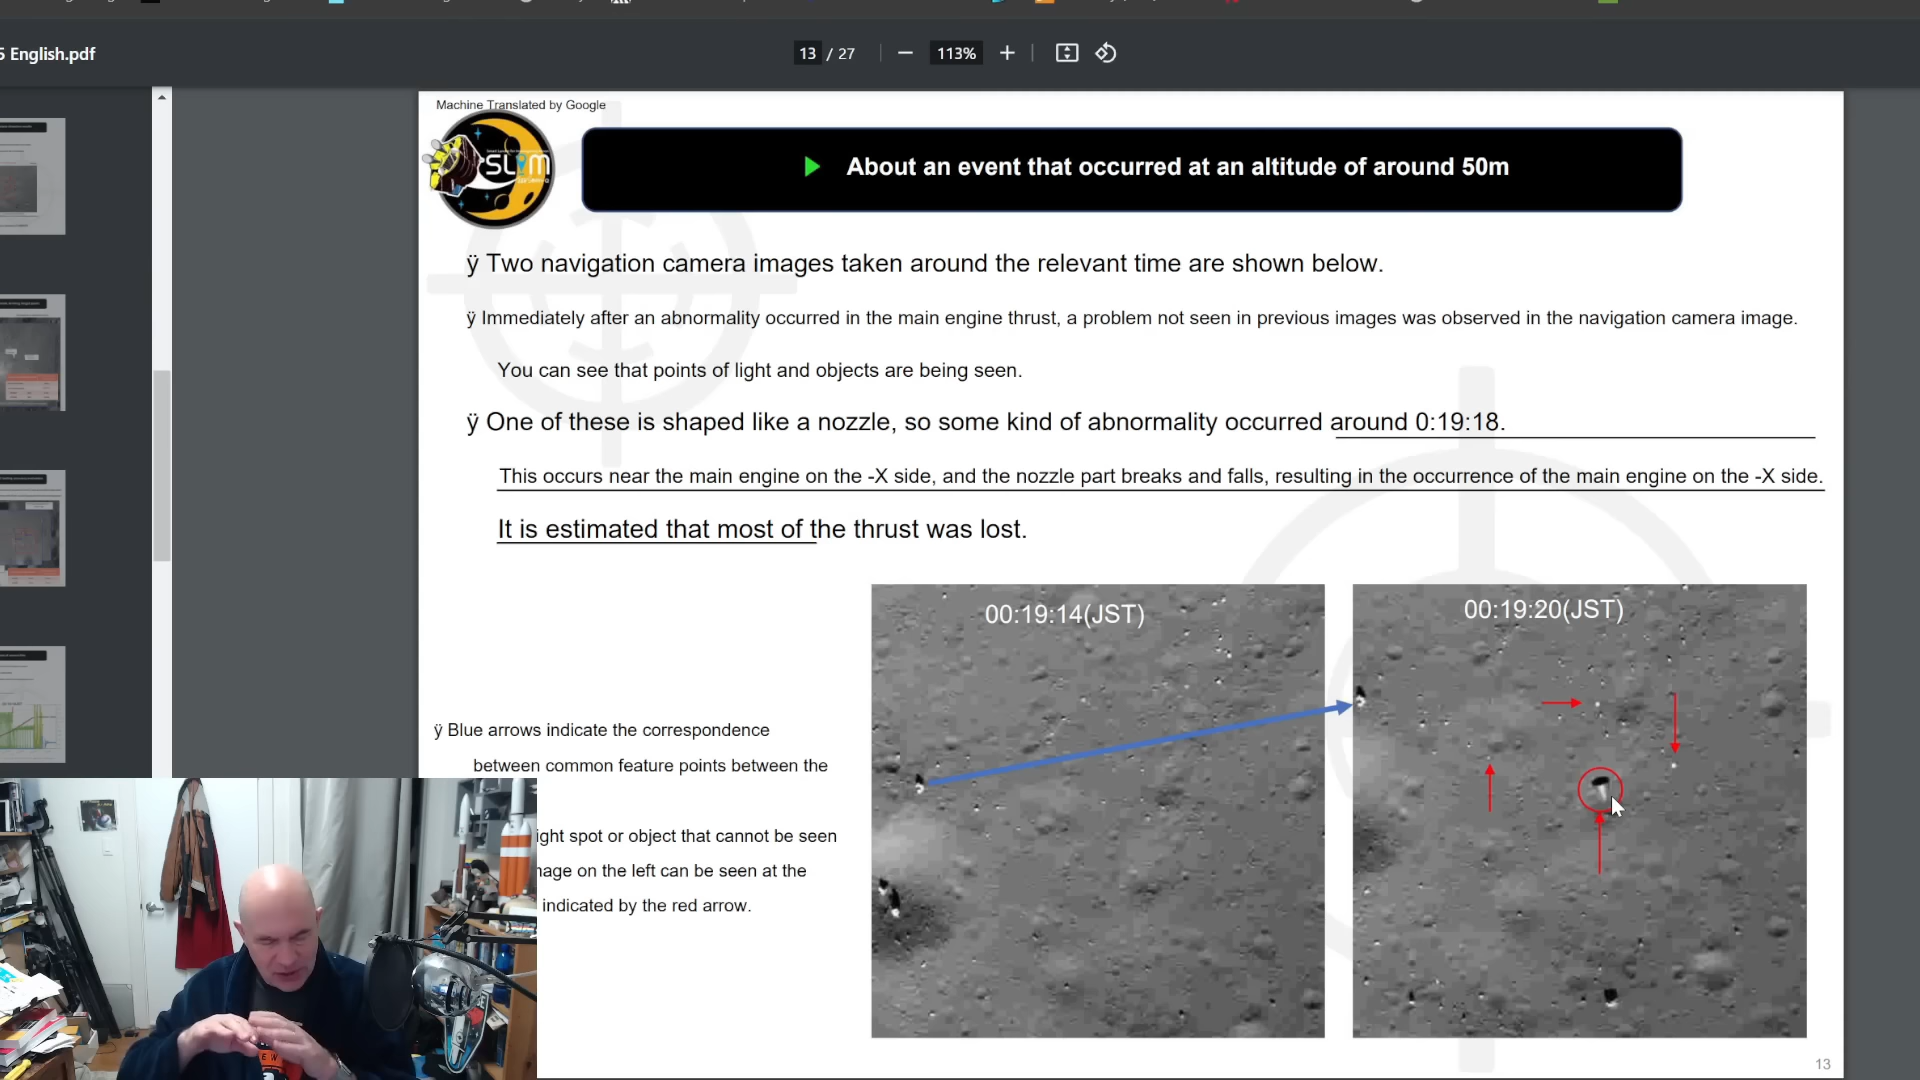 5 English.pdf
13 / 27
113%
Machine Translated by Google
SLIM
About an event that occurred at an altitude of around 50m
ÿ Two navigation camera images taken around the relevant time are shown below.
ÿ Immediately after an abnormality occurred in the main engine thrust, a problem not seen in previous images was observed in the navigation camera image.
You can see that points of light and objects are being seen.
ÿ One of these is shaped like a nozzle, so some kind of abnormality occurred around 0:19:18.
This occurs near the main engine on the -X side, and the nozzle part breaks and falls, resulting in the occurrence of the main engine on the -X side.
It is estimated that most of the thrust was lost.
00:19:14(JST)
00:19:20(JST)
ÿ Blue arrows indicate the correspondence
between common feature points between the
ight spot or object that cannot be seen
age on the left can be seen at the
indicated by the red arrow.
13